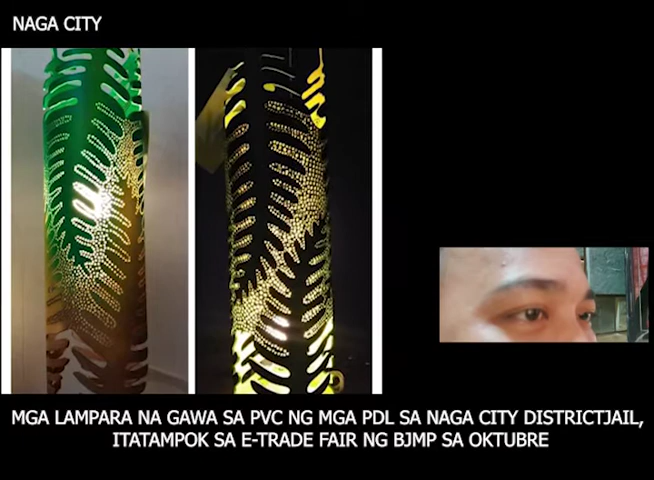 NAGA CITY
MGA LAMPARA NA GAWA SA PVC NG MGA PDL SA NAGA CITY DISTRICTJAIL,
ITATAMPOK SA E-TRADE FAIR NG BJMP SA OKTUBRE